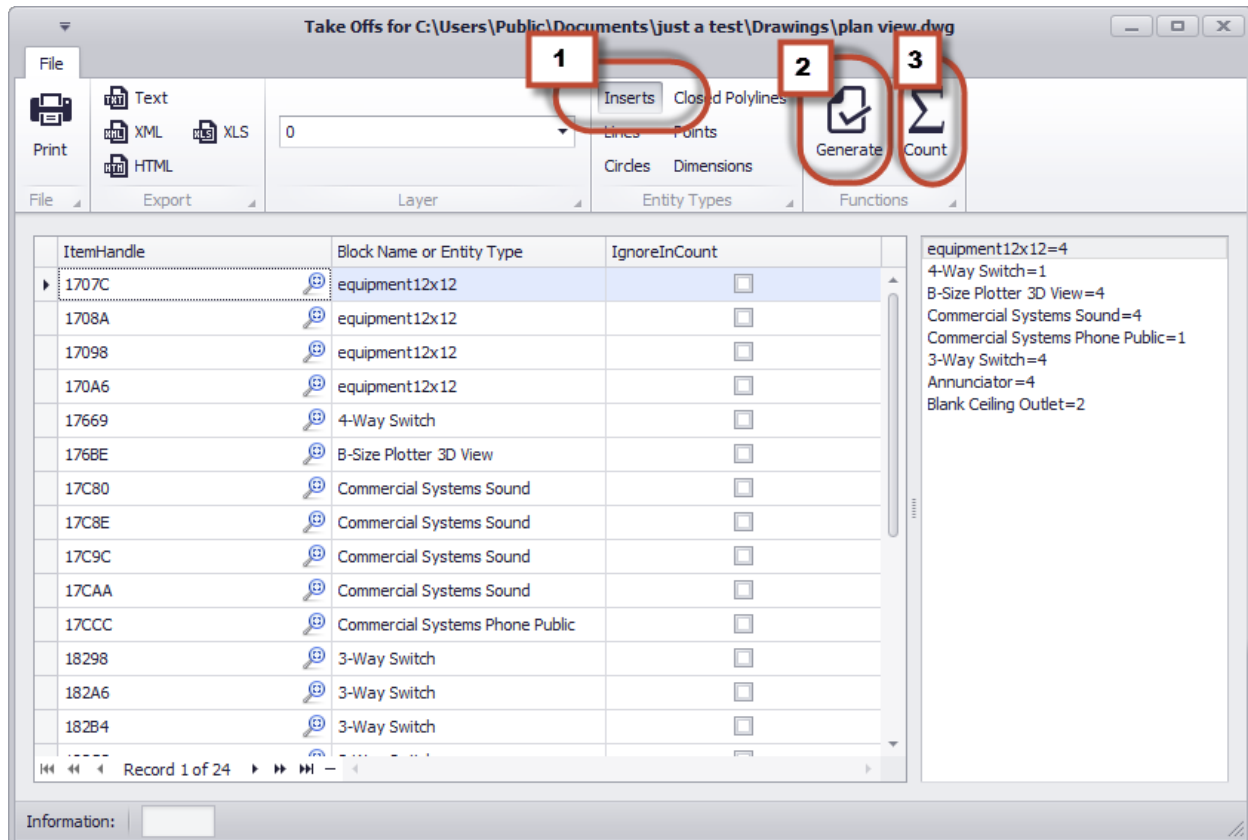 Take Offs for C:\Users\Public\Documents\just a test\Drawings\plan view.dwg
File
1
2
3
Print
Text
XML
XLS
HTML
0
Inserts Closed Polylines
Lines Points
Circles Dimensions
Generate
Count
File
Export
Layer
Entity Types
Functions
ItemHandle Block Name or Entity Type IgnoreInCount
1707C equipment12x12
1708A equipment12x12
17098 equipment12x12
170A6 equipment12x12
17669 4-Way Switch
176BE B-Size Plotter 3D View
17C80 Commercial Systems Sound
17C8E Commercial Systems Sound
17C9C Commercial Systems Sound
17CAA Commercial Systems Sound
17CCC Commercial Systems Phone Public
18298 3-Way Switch
182A6 3-Way Switch
182B4 3-Way Switch
Record 1 of 24
equipment12x12=4
4-Way Switch=1
B-Size Plotter 3D View=4
Commercial Systems Sound=4
Commercial Systems Phone Public=1
3-Way Switch=4
Annunciator=4
Blank Ceiling Outlet=2
Information: